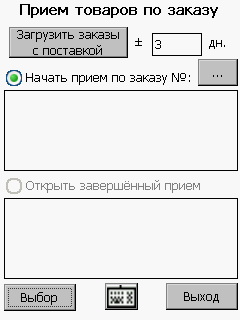 Прием товаров по заказу
Загрузить заказы
с поставкой
± 3 дн.
Начать прием по заказу №: ...
Открыть завершённый прием
Выбор
Выход